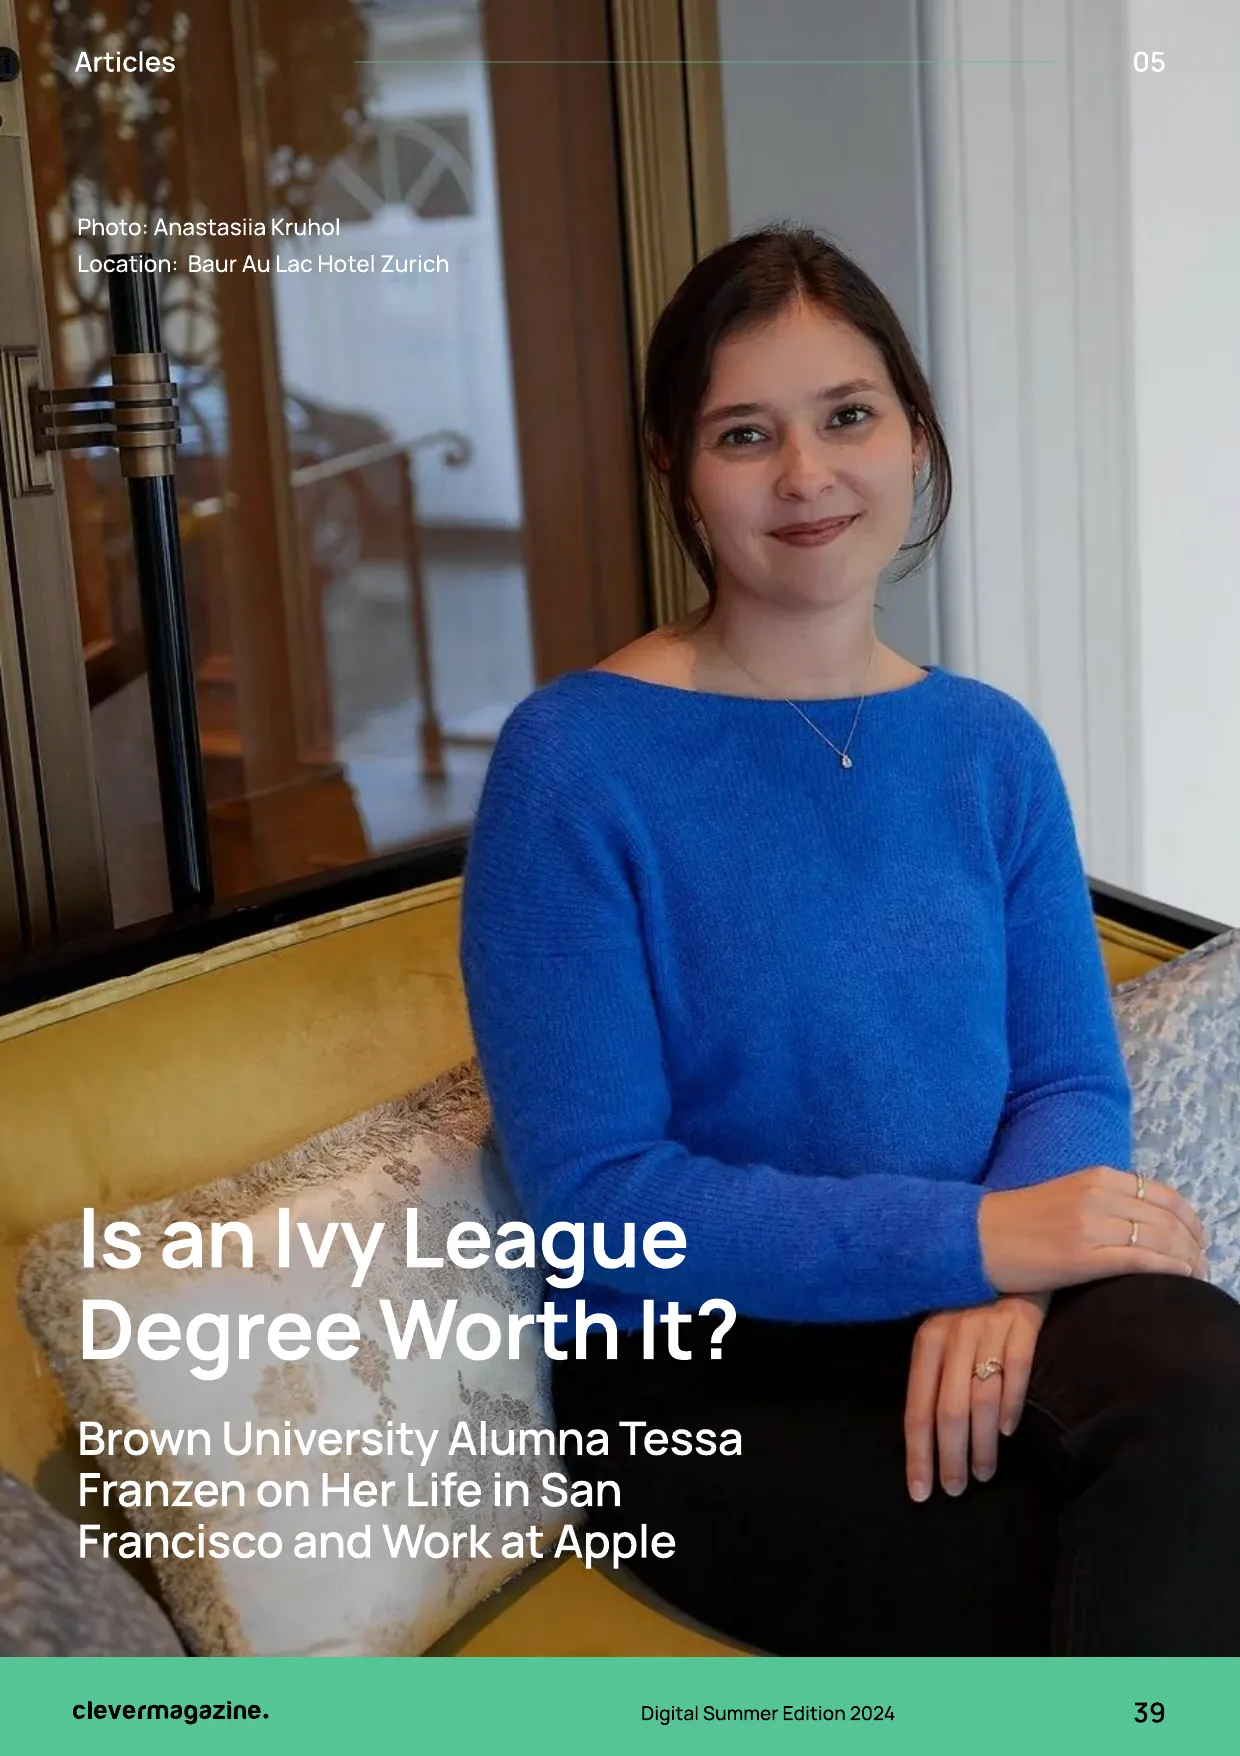 Articles
05
Photo: Anastasiia Kruhol
Location: Baur Au Lac Hotel Zurich
Is an Ivy League
Degree Worth It?
Brown University Alumna Tessa
Franzen on Her Life in San
Francisco and Work at Apple
clevermagazine.
Digital Summer Edition 2024
39